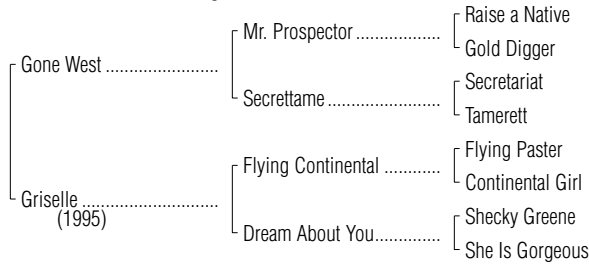 Raise a Native
Mr. Prospector ..................
Gold Digger
Gone West ........................
Secretariat
Secrettame ........................
Tamerett
Flying Paster
Flying Continental ............
Continental Girl
Griselle .............................
(1995)
Shecky Greene
Dream About You..............
She Is Gorgeous